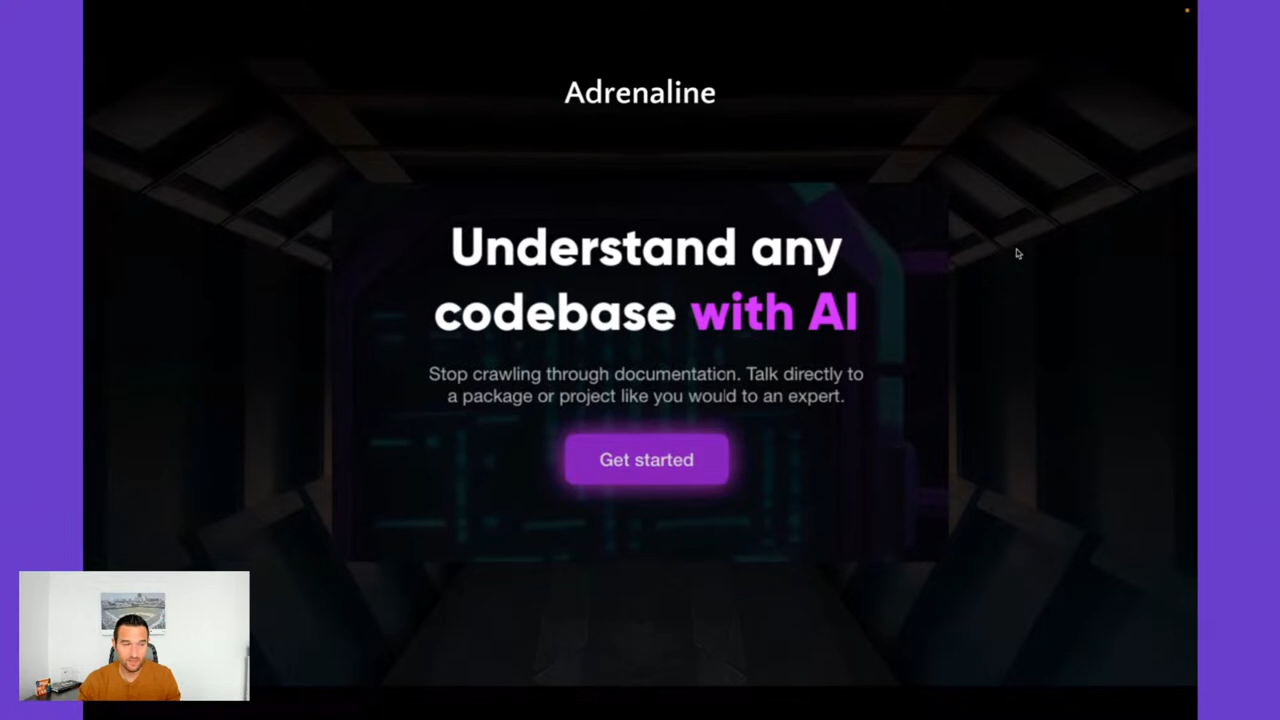 Adrenaline
Understand any
codebase with AI
Stop crawling through documentation. Talk directly to
a package or project like you would to an expert.
Get started